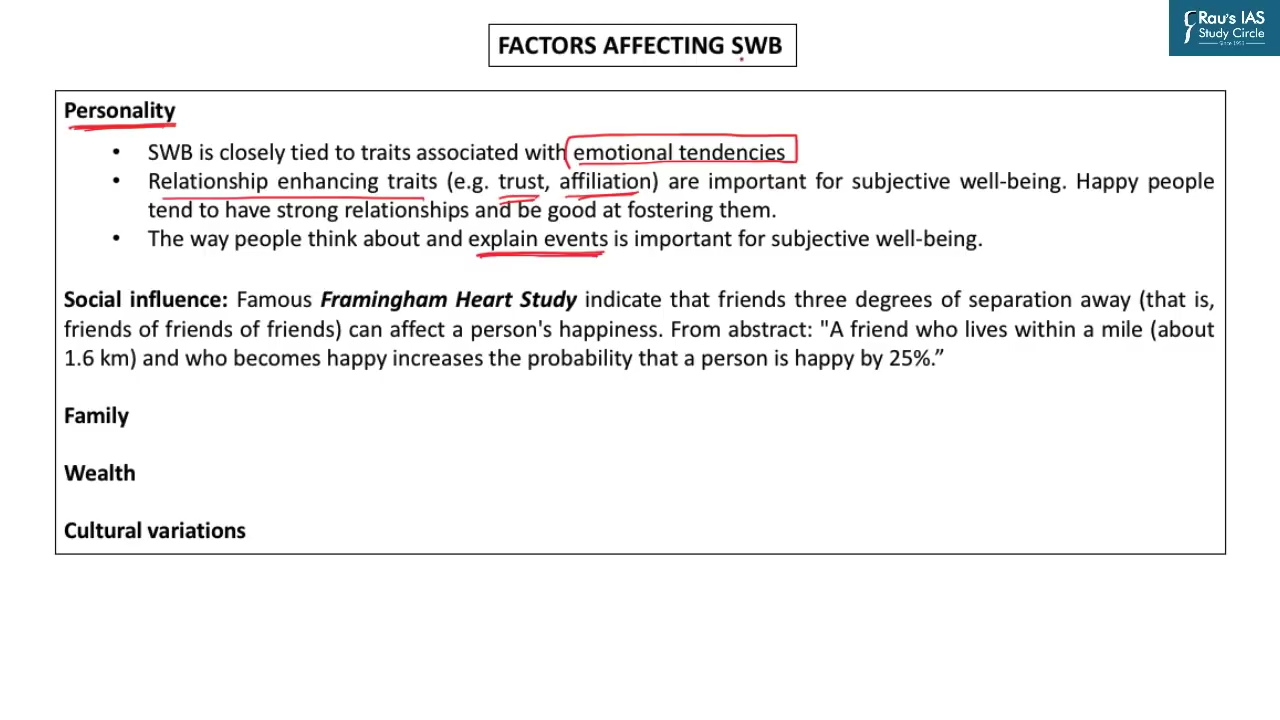 Rau's IAS
Study Circle
Since 1953
FACTORS AFFECTING SWB
Personality
• SWB is closely tied to traits associated with emotional tendencies
• Relationship enhancing traits (e.g. trust, affiliation) are important for subjective well-being. Happy people
tend to have strong relationships and be good at fostering them.
• The way people think about and explain events is important for subjective well-being.
Social influence: Famous Framingham Heart Study indicate that friends three degrees of separation away (that is,
friends of friends of friends) can affect a person's happiness. From abstract: "A friend who lives within a mile (about
1.6 km) and who becomes happy increases the probability that a person is happy by 25%.”
Family
Wealth
Cultural variations